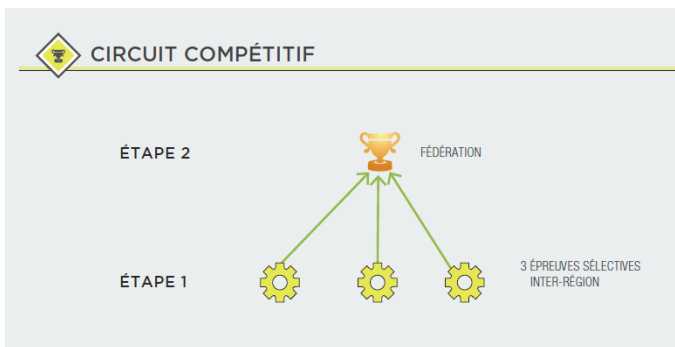 CIRCUIT COMPÉTITIF
ÉTAPE 2
FÉDÉRATION
ÉTAPE 1
3 ÉPREUVES SÉLECTIVES
INTER-RÉGION